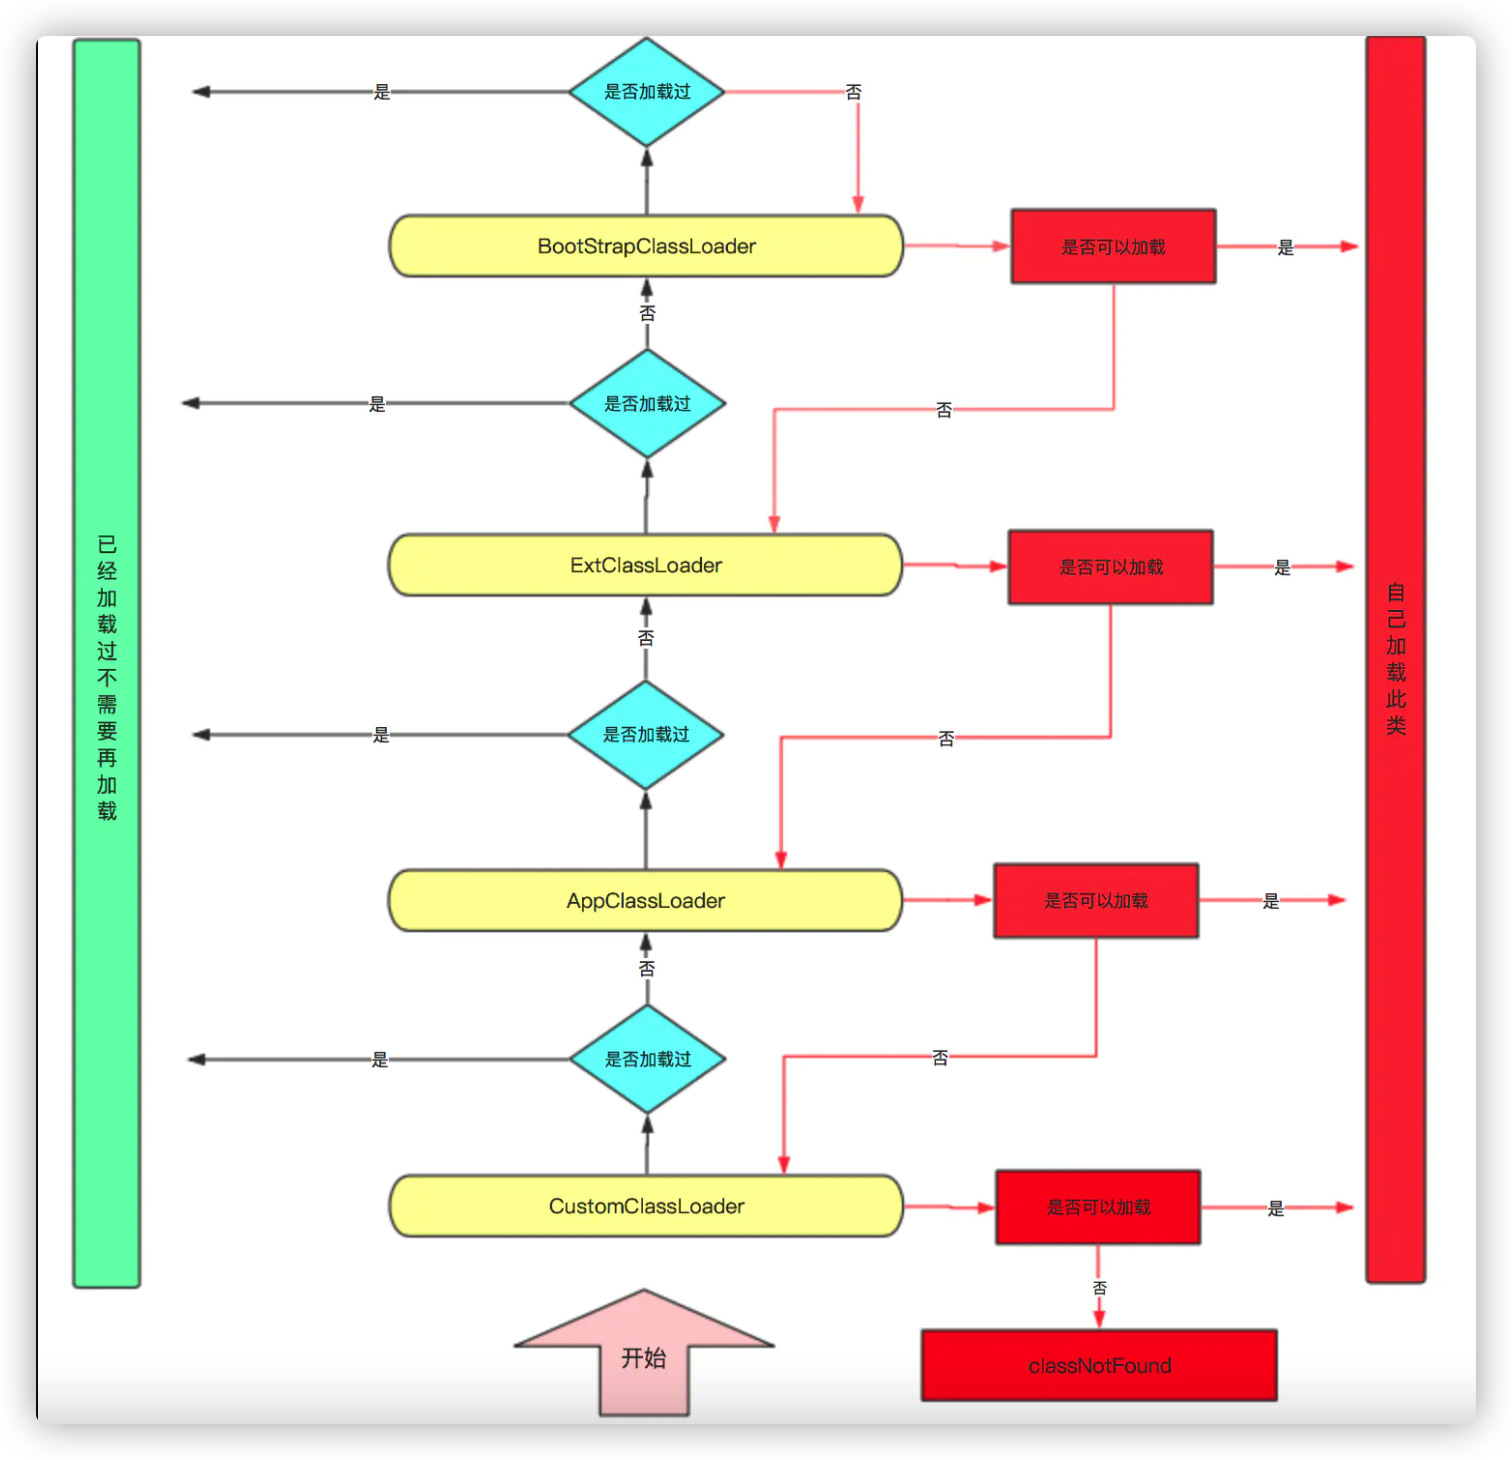 是
是否加载过
否
BootStrapClassLoader
是否可以加载
是
否
是
是否加载过
否
ExtClassLoader
是否可以加载
是
已经加载过不需要再加载
自己加载此类
否
是
是否加载过
否
AppClassLoader
是否可以加载
是
否
是
是否加载过
否
CustomClassLoader
是否可以加载
是
否
开始
classNotFound